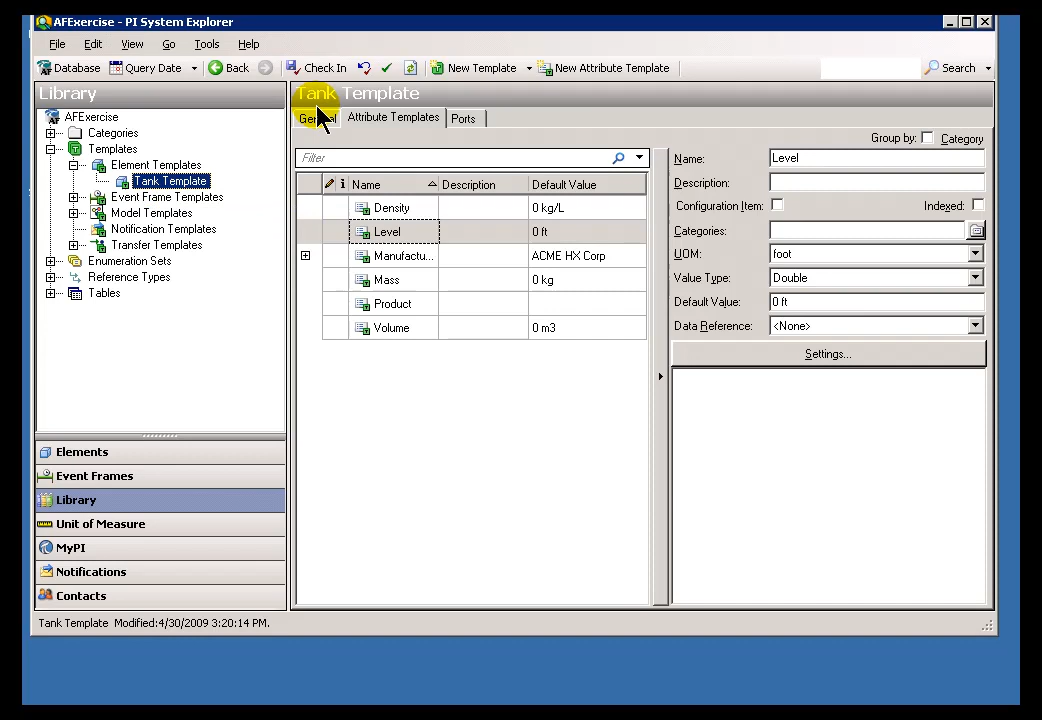 AFExercise - PI System Explorer
File Edit View Go Tools Help
Database Query Date Back Check In New Template New Attribute Template Search
Library
AFExercise
Categories
Templates
Element Templates
Tank Template
Event Frame Templates
Model Templates
Notification Templates
Transfer Templates
Enumeration Sets
Reference Types
Tables
Elements
Event Frames
Library
Unit of Measure
MyPI
Notifications
Contacts
Tank Template
General Attribute Templates Ports
Group by: Category
Filter
Name Description Default Value
Density 0 kg/L
Level 0 ft
Manufactu... ACME HX Corp
Mass 0 kg
Product
Volume 0 m3
Name: Level
Description:
Configuration Item: Indexed:
Categories:
UOM: foot
Value Type: Double
Default Value: 0 ft
Data Reference: <None>
Settings...
Tank Template Modified:4/30/2009 3:20:14 PM.